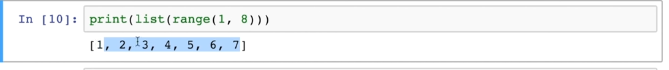 In [10]: print(list(range(1, 8)))
[1, 2, 3, 4, 5, 6, 7]